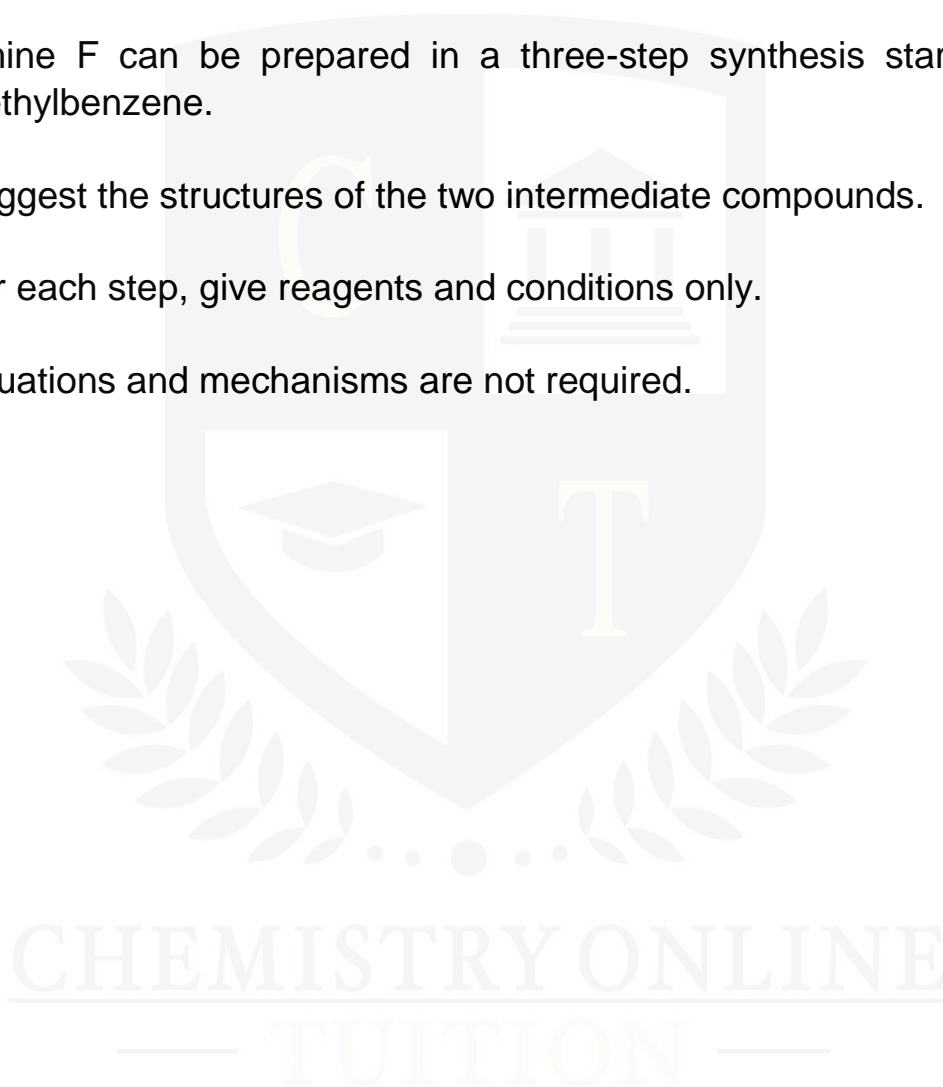 mine F can be prepared in a three-step synthesis star
ethylbenzene.
ggest the structures of the two intermediate compounds.
r each step, give reagents and conditions only.
uations and mechanisms are not required.
C
T
CHEMISTRY ONLINE
TUITION